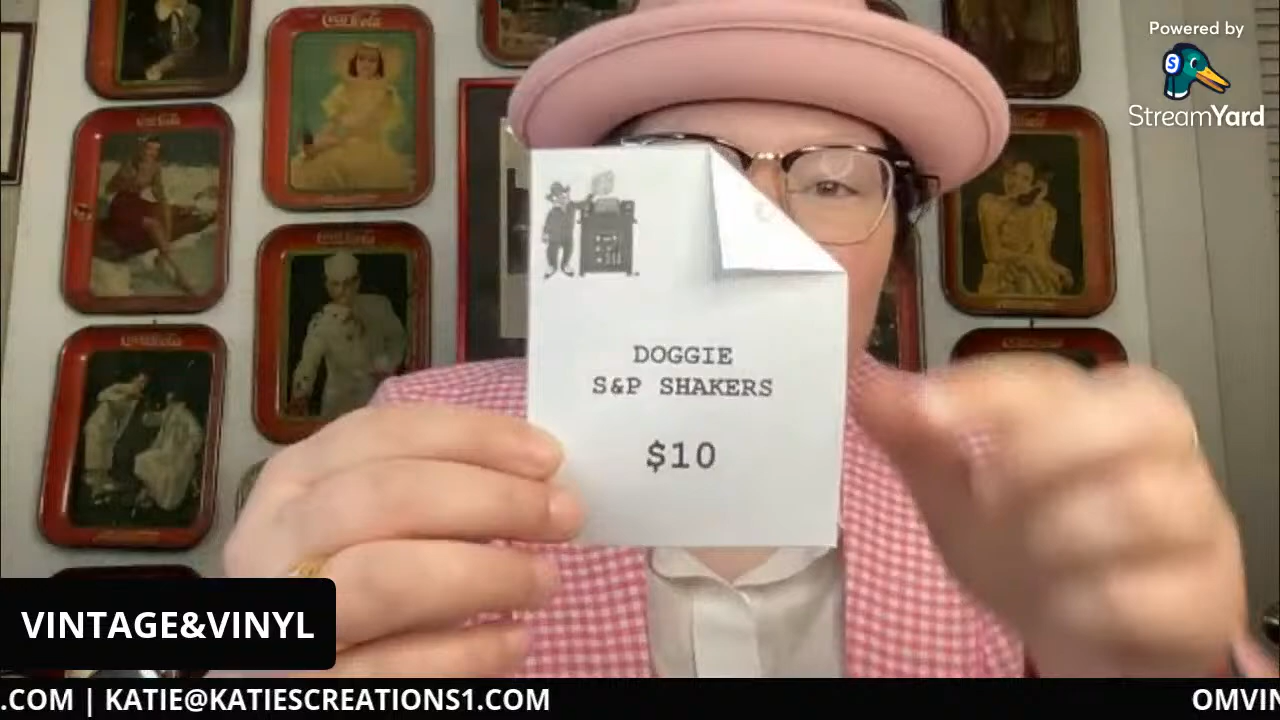 Powered by
StreamYard
DOGGIE
S&P SHAKERS
$10
VINTAGE&VINYL
.COM | KATIE@KATIESCREATIONS1.COM
OMVIN